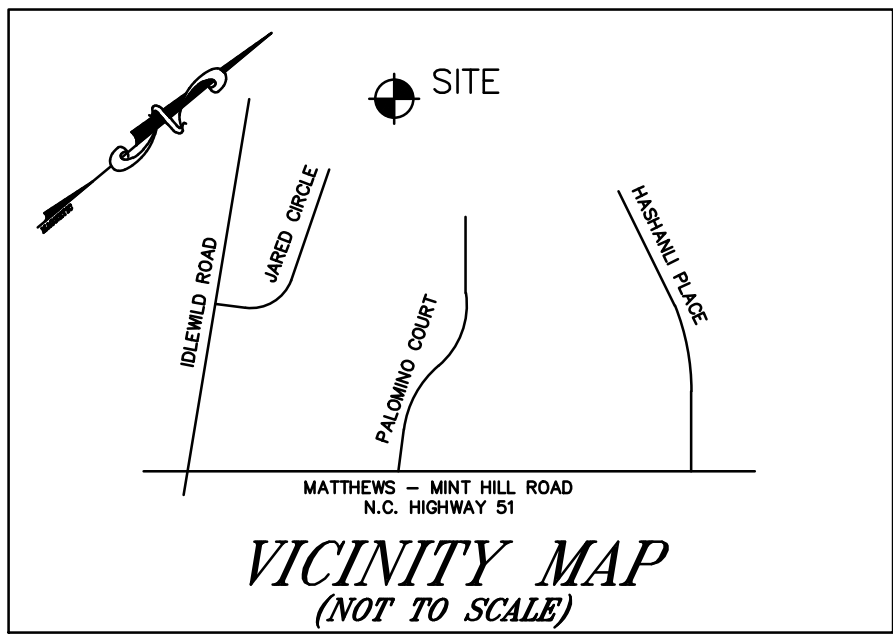 SITE
JARED CIRCLE
HASHANLI PLACE
IDLEWILD ROAD
PALOMINO COURT
MATTHEWS - MINT HILL ROAD
N.C. HIGHWAY 51
VICINITY MAP
(NOT TO SCALE)